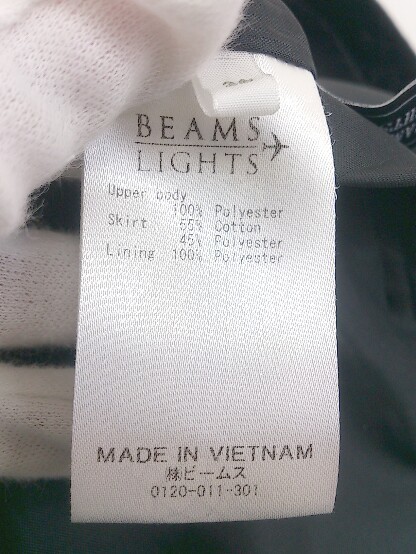 BEAMS
LIGHTS
Upper body
100% Polyester
Skirt 55% Cotton
45% Polyester
Lining 100% Polyester
MADE IN VIETNAM
株ビームス
0120-011-301